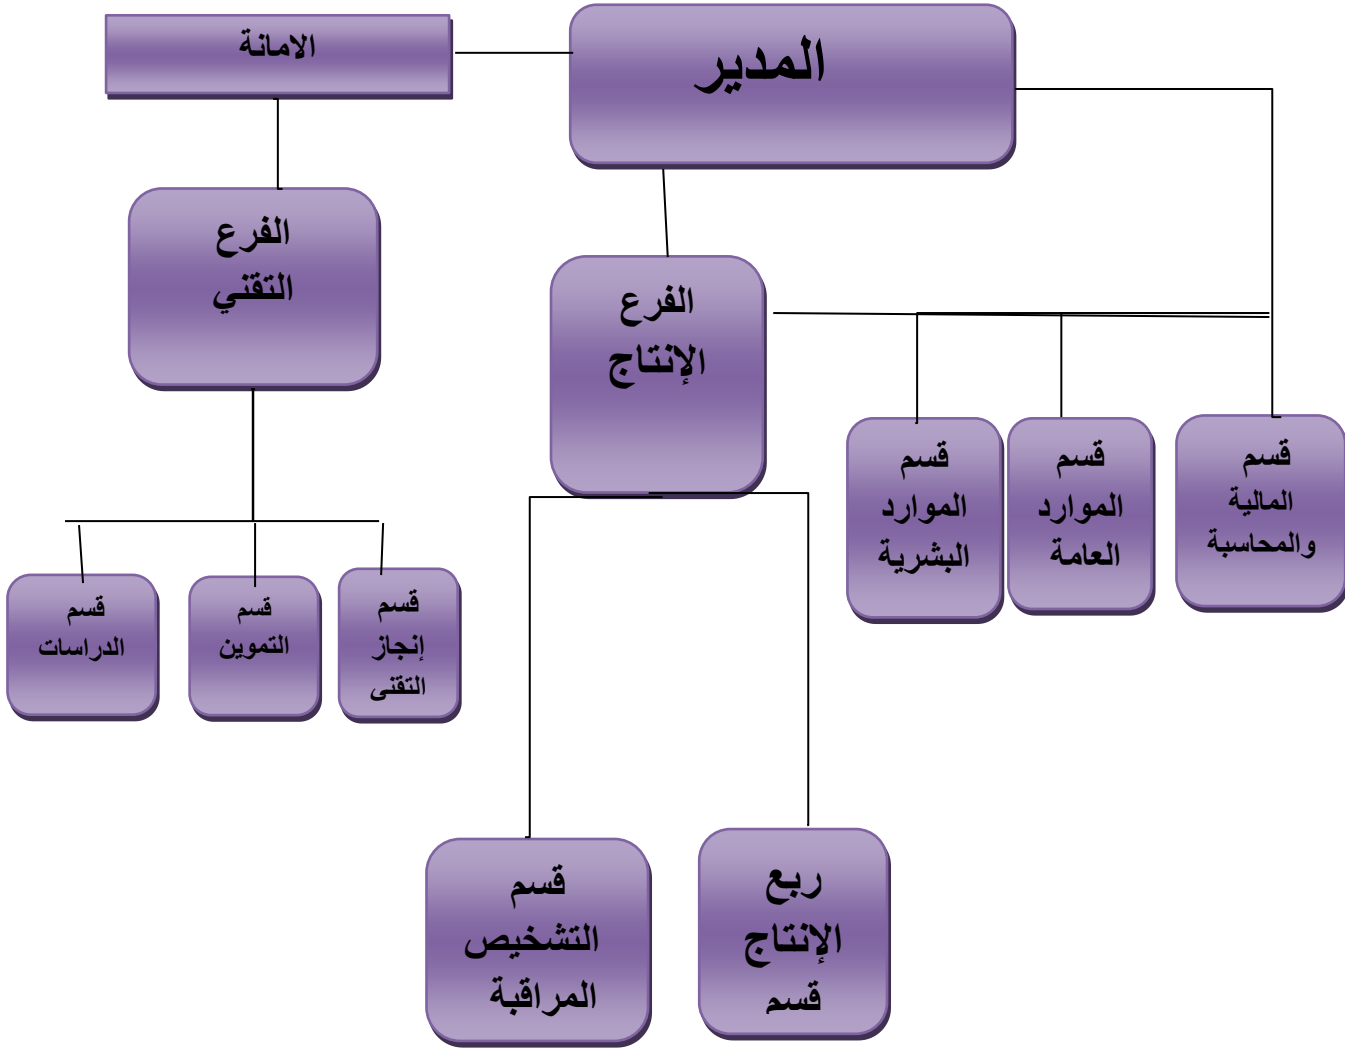 المدير
الامانة
الفرع
التقني
الفرع
الإنتاج
قسم
المالية
والمحاسبة
قسم
الموارد
العامة
قسم
الموارد
البشرية
قسم
إنجاز
التقنى
قسم
التموين
قسم
الدراسات
ربع
الإنتاج
قسم
قسم
التشخيص
المراقبة